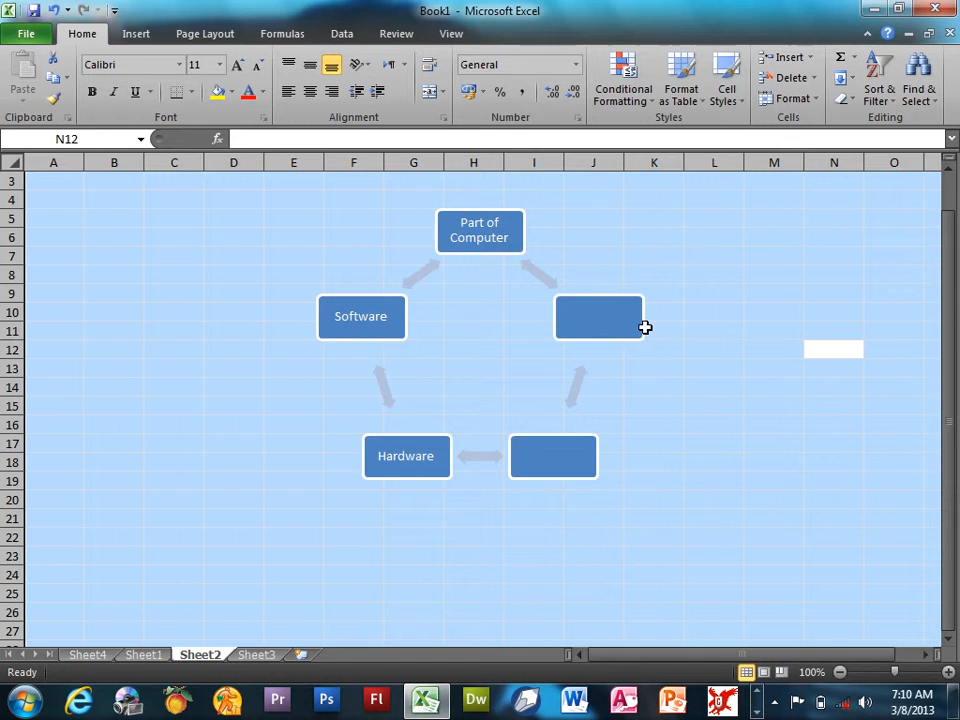 Book1 - Microsoft Excel
File Home Insert Page Layout Formulas Data Review View
Calibri 11 General Insert
Paste Conditional Format Cell Delete Sort & Find &
B I U % , Formatting as Table Styles Format Filter Select
Clipboard Font Alignment Number Styles Cells Editing
N12 fx
A B C D E F G H I J K L M N O
3
4
5
6
7
8
9
10
11
12
13
14
15
16
17
18
19
20
21
22
23
24
25
26
27
Part of
Computer
Software
Hardware
Sheet4 Sheet1 Sheet2 Sheet3
Ready 100%
Pr Ps Fl Dw
7:10 AM
3/8/2013